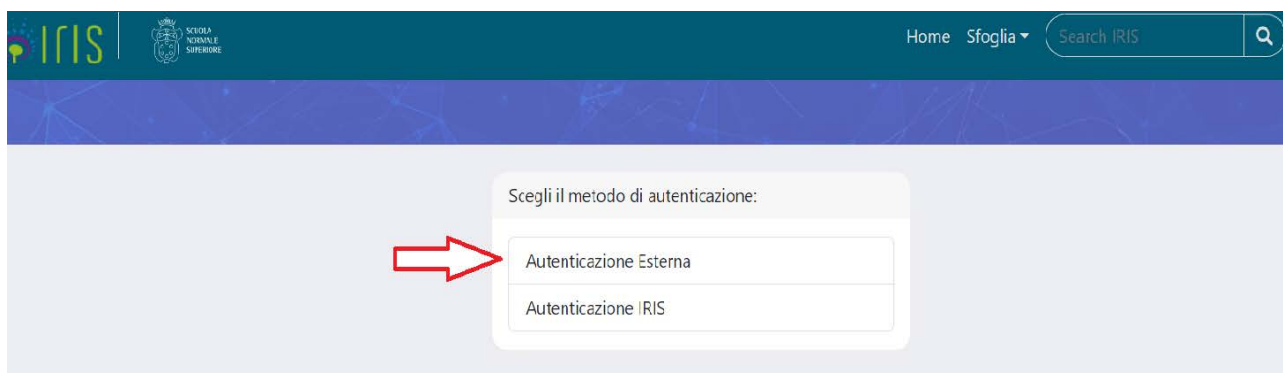 IRIS
SCUOLA
NORMALE
SUPERIORE
Home Sfoglia Search IRIS
Scegli il metodo di autenticazione:
Autenticazione Esterna
Autenticazione IRIS